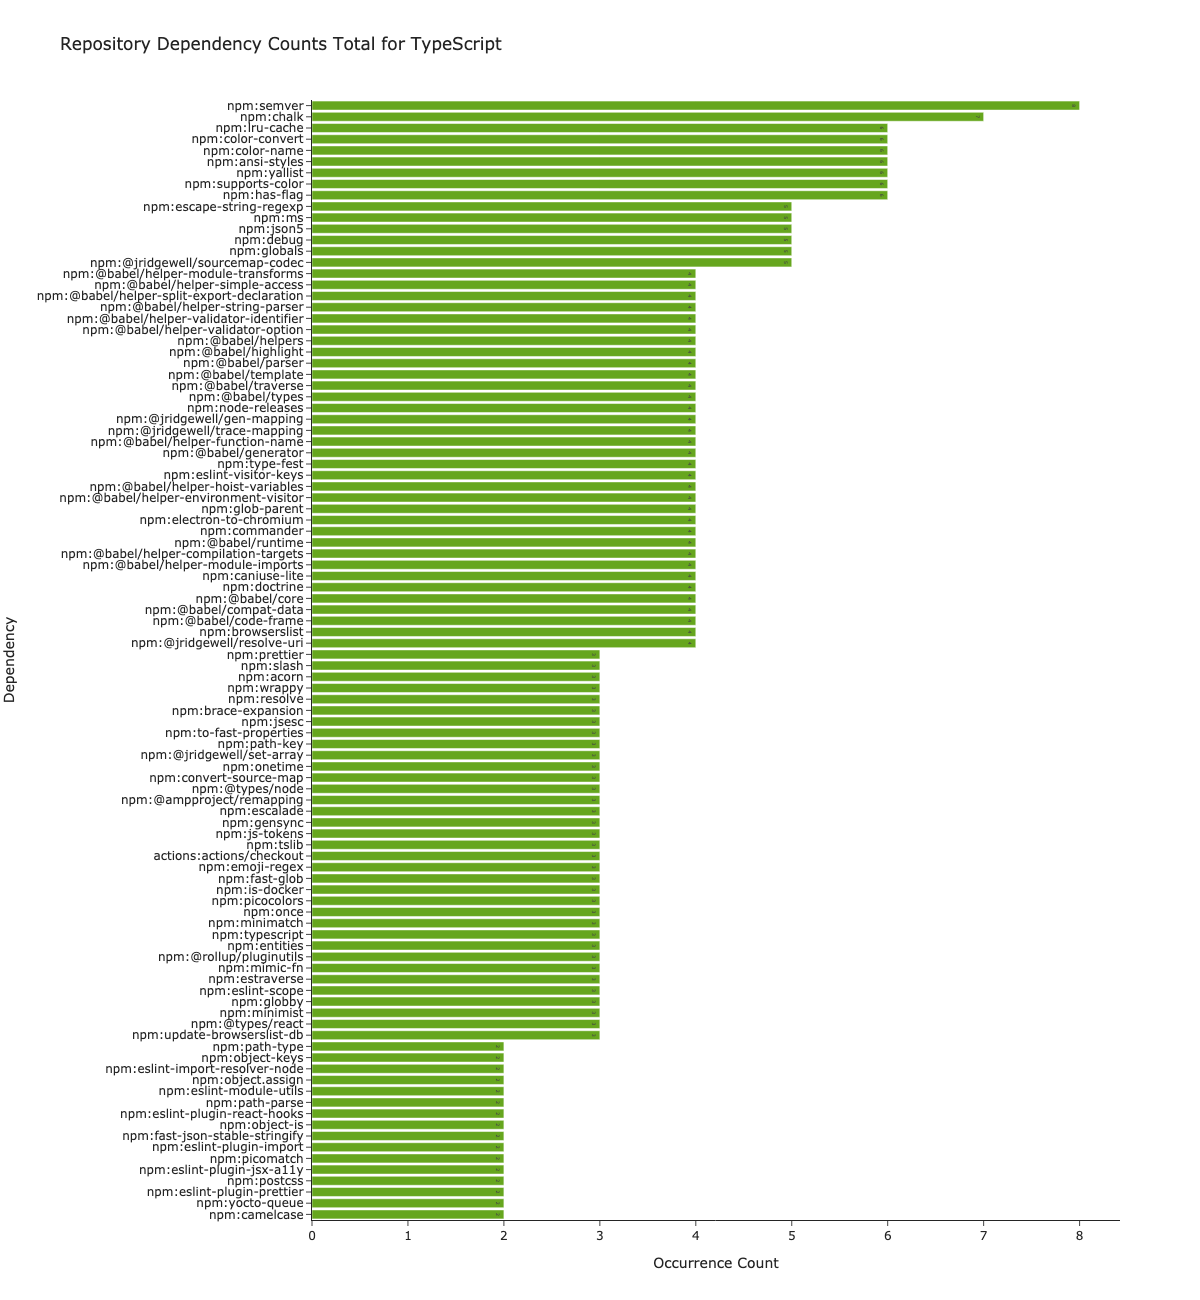 Repository Dependency Counts Total for TypeScript
npm:semver
npm:chalk
npm:lru-cache
npm:color-convert
npm:color-name
npm:ansi-styles
npm:yallist
npm:supports-color
npm:has-flag
npm:escape-string-regexp
npm:ms
npm:json5
npm:debug
npm:globals
npm:@jridgewell/sourcemap-codec
npm:@babel/helper-module-transforms
npm:@babel/helper-simple-access
npm:@babel/helper-split-export-declaration
npm:@babel/helper-string-parser
npm:@babel/helper-validator-identifier
npm:@babel/helper-validator-option
npm:@babel/helpers
npm:@babel/highlight
npm:@babel/parser
npm:@babel/template
npm:@babel/traverse
npm:@babel/types
npm:node-releases
npm:@jridgewell/gen-mapping
npm:@jridgewell/trace-mapping
npm:@babel/helper-function-name
npm:@babel/generator
npm:type-fest
npm:eslint-visitor-keys
npm:@babel/helper-hoist-variables
npm:@babel/helper-environment-visitor
npm:glob-parent
npm:electron-to-chromium
npm:commander
npm:@babel/runtime
npm:@babel/helper-compilation-targets
npm:@babel/helper-module-imports
npm:caniuse-lite
npm:doctrine
npm:@babel/core
npm:@babel/compat-data
npm:@babel/code-frame
npm:browserslist
npm:@jridgewell/resolve-uri
npm:prettier
npm:slash
npm:acorn
npm:wrappy
npm:resolve
npm:brace-expansion
npm:jsesc
npm:to-fast-properties
npm:path-key
npm:@jridgewell/set-array
npm:onetime
npm:convert-source-map
npm:@types/node
npm:@ampproject/remapping
npm:escalade
npm:gensync
npm:js-tokens
npm:tslib
actions:actions/checkout
npm:emoji-regex
npm:fast-glob
npm:is-docker
npm:picocolors
npm:once
npm:minimatch
npm:typescript
npm:entities
npm:@rollup/pluginutils
npm:mimic-fn
npm:estraverse
npm:eslint-scope
npm:globby
npm:minimist
npm:@types/react
npm:update-browserslist-db
npm:path-type
npm:object-keys
npm:eslint-import-resolver-node
npm:object.assign
npm:eslint-module-utils
npm:path-parse
npm:eslint-plugin-react-hooks
npm:object-is
npm:fast-json-stable-stringify
npm:eslint-plugin-import
npm:picomatch
npm:eslint-plugin-jsx-a11y
npm:postcss
npm:eslint-plugin-prettier
npm:yocto-queue
npm:camelcase
Dependency
0 1 2 3 4 5 6 7 8
Occurrence Count